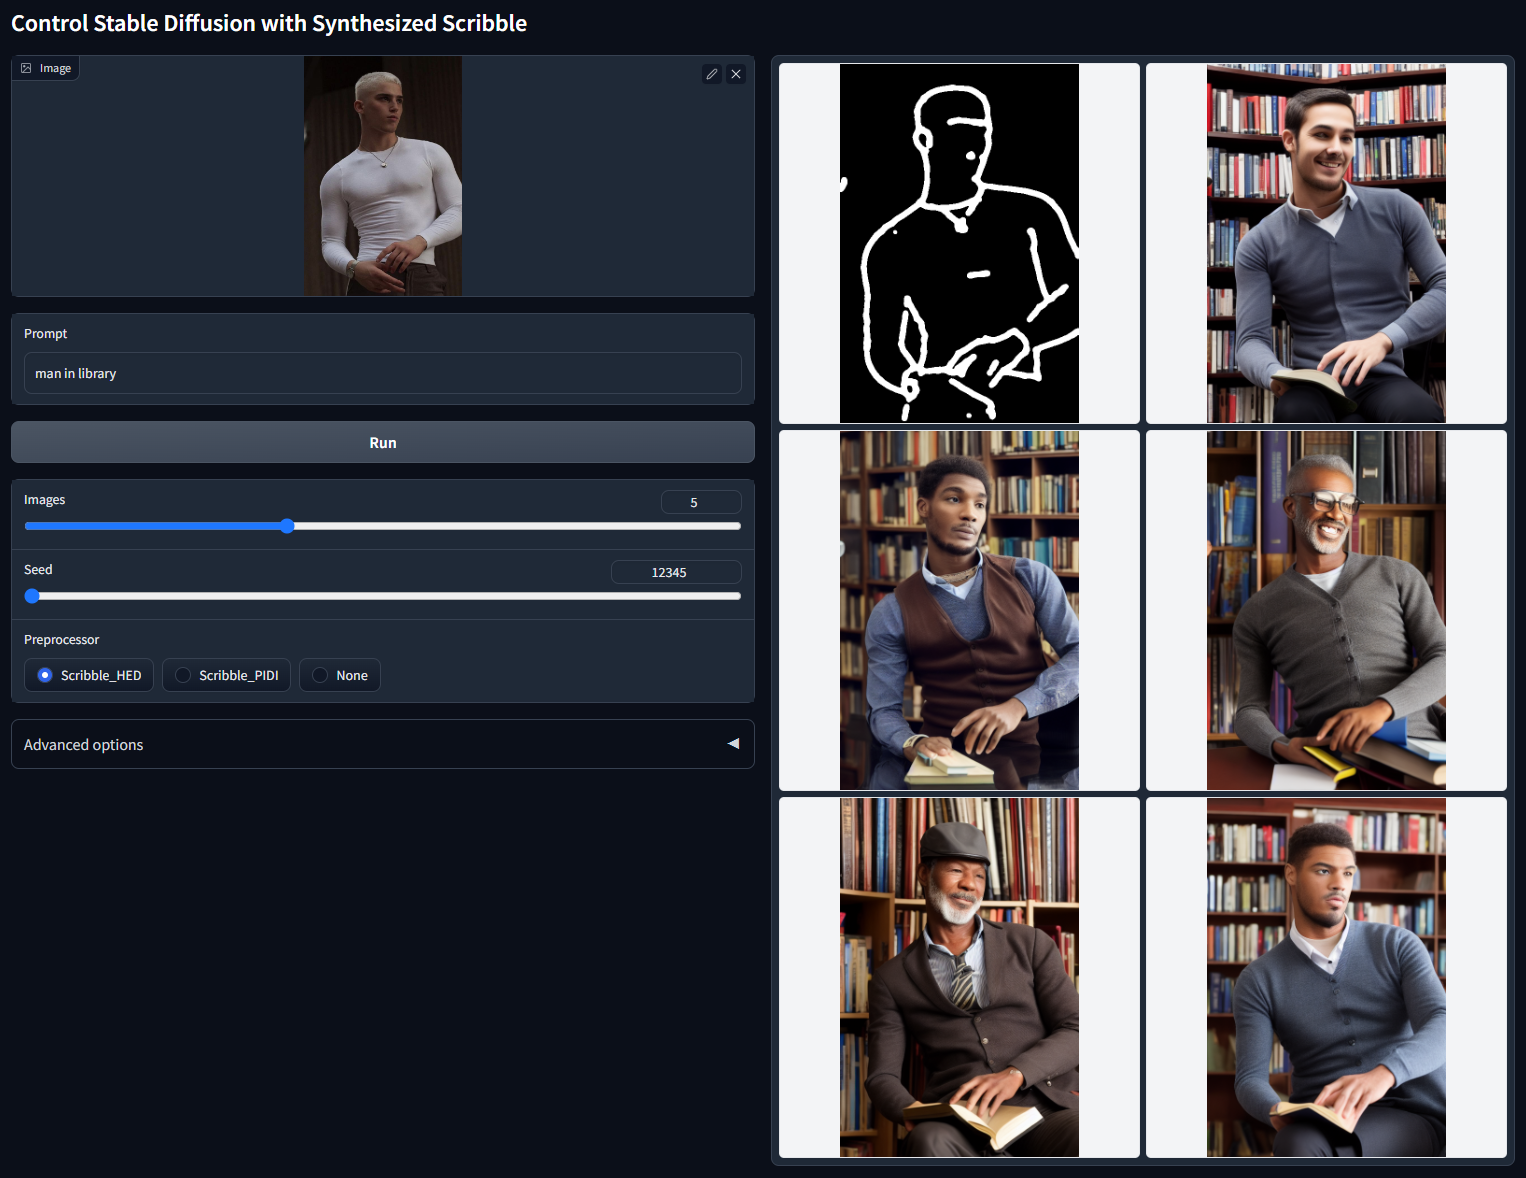 Control Stable Diffusion with Synthesized Scribble
Image
Prompt
man in library
Run
Images
5
Seed
12345
Preprocessor
Scribble_HED
Scribble_PIDI
None
Advanced options